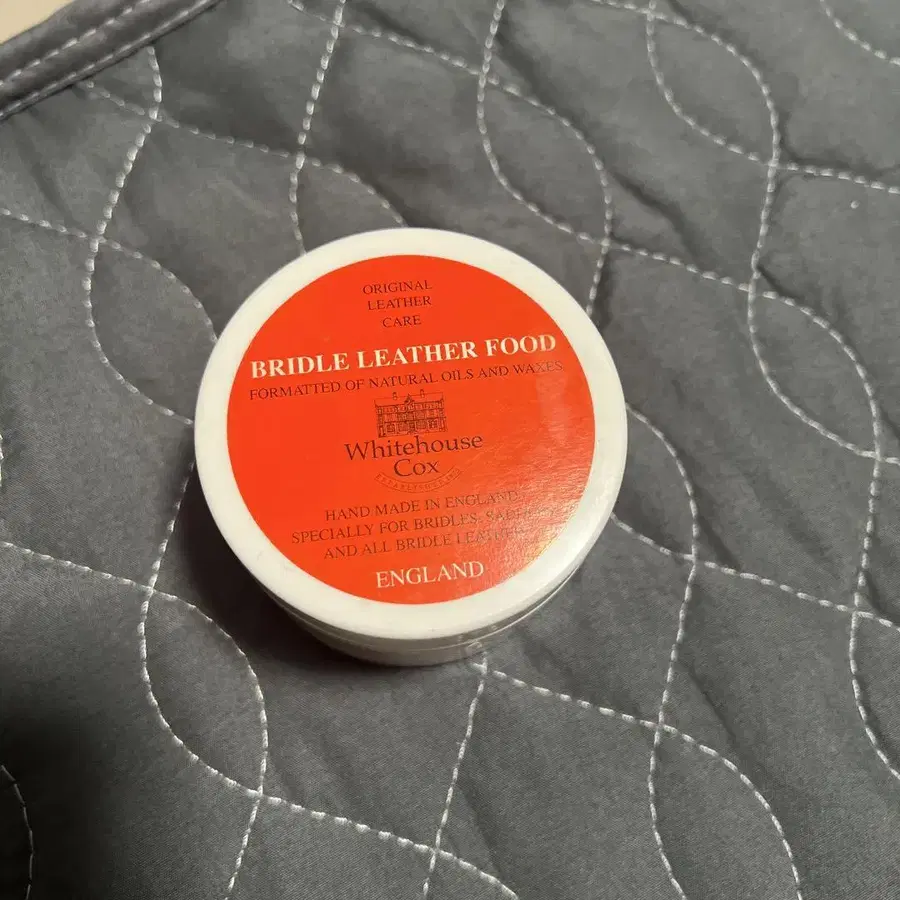 ORIGINAL
LEATHER
CARE
BRIDLE LEATHER FOOD
FORMATTED OF NATURAL OILS AND WAXES
Whitehouse
Cox
HAND MADE IN ENGLAND
SPECIALLY FOR BRIDLES,
AND ALL BRIDLE
ENGLAND